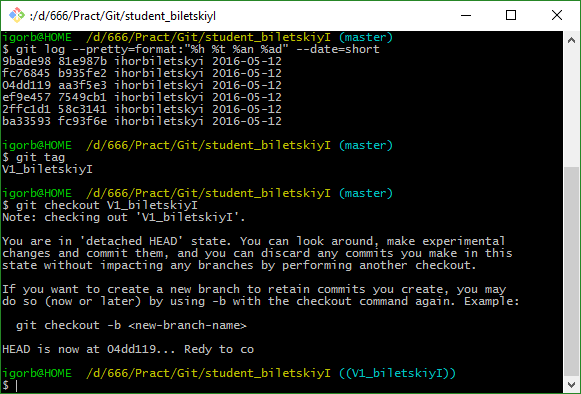 :/d/666/Pract/Git/student_biletskiyI
igorb@HOME  /d/666/Pract/Git/student_biletskiyI (master)
$ git log --pretty=format:"%h %t %an %ad" --date=short
9bade98 81e987b ihorbiletskyi 2016-05-12
fc76845 b935fe2 ihorbiletskyi 2016-05-12
04dd119 aa3f5e3 ihorbiletskyi 2016-05-12
ef9e457 7549cb1 ihorbiletskyi 2016-05-12
2ffc1d1 58c3141 ihorbiletskyi 2016-05-12
ba33593 fc93f6e ihorbiletskyi 2016-05-12
igorb@HOME  /d/666/Pract/Git/student_biletskiyI (master)
$ git tag
V1_biletskiyI
igorb@HOME  /d/666/Pract/Git/student_biletskiyI (master)
$ git checkout V1_biletskiyI
Note: checking out 'V1_biletskiyI'.
You are in 'detached HEAD' state. You can look around, make experimental
changes and commit them, and you can discard any commits you make in this
state without impacting any branches by performing another checkout.
If you want to create a new branch to retain commits you create, you may
do so (now or later) by using -b with the checkout command again. Example:
  git checkout -b <new-branch-name>
HEAD is now at 04dd119... Redy to co
igorb@HOME  /d/666/Pract/Git/student_biletskiyI ((V1_biletskiyI))
$